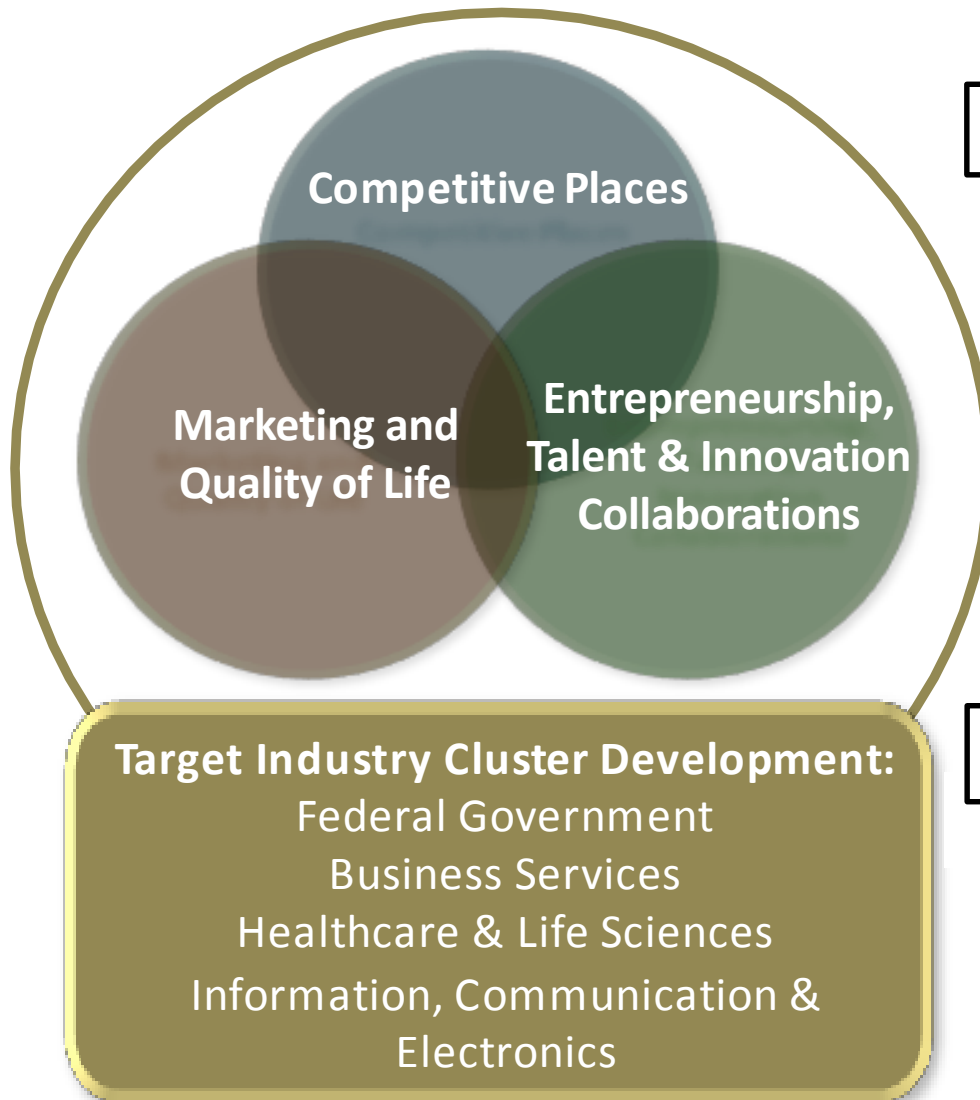 Competitive Places
Marketing and
Quality of Life
Entrepreneurship,
Talent & Innovation
Collaborations
Target Industry Cluster Development:
Federal Government
Business Services
Healthcare & Life Sciences
Information, Communication &
Electronics